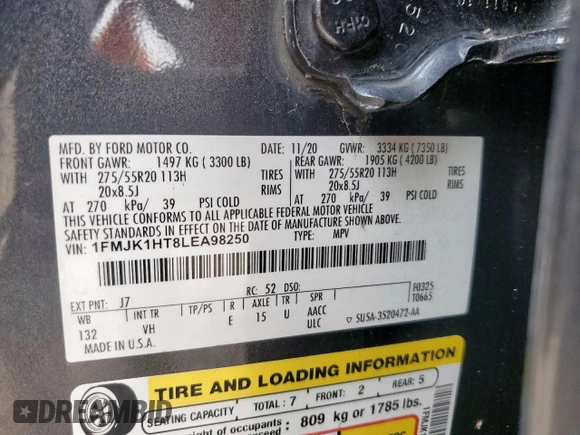 MFD. BY FORD MOTOR CO. 11/20 GVWR: 3334 KG ( 7350 LB)
FRONT GAWR: 1497 KG ( 3300 LB) REAR GAWR: 1905 KG ( 4200 LB)
WITH 275/55R20 113H TIRES WITH 275/55R20 113H TIRES
20x8.5J RIMS 20x8.5J RIMS
AT 270 kPa/ 39 PSI COLD AT 270 kPa/ 39 PSI COLD
THIS VEHICLE CONFORMS TO ALL APPLICABLE FEDERAL MOTOR VEHICLE
SAFETY STANDARDS IN EFFECT ON THE DATE OF MANUFACTURE SHOWN ABOVE.
VIN: 1FMJK1HT8LEA98250 TYPE: MPV
EXT PNT: J7 RC: 52 DSO: F0325
WB INT TR TP/PS R AXLE TR SPR T0665
132 VH E 15 U AACC
ULC ▽ 5U5A-3520472-AA
MADE IN U.S.A.
TIRE AND LOADING INFORMATION
SEATING CAPACITY TOTAL: 7 FRONT: 2 REAR: 5
of occupants
809 kg or 1785 lbs.
DREAMBID